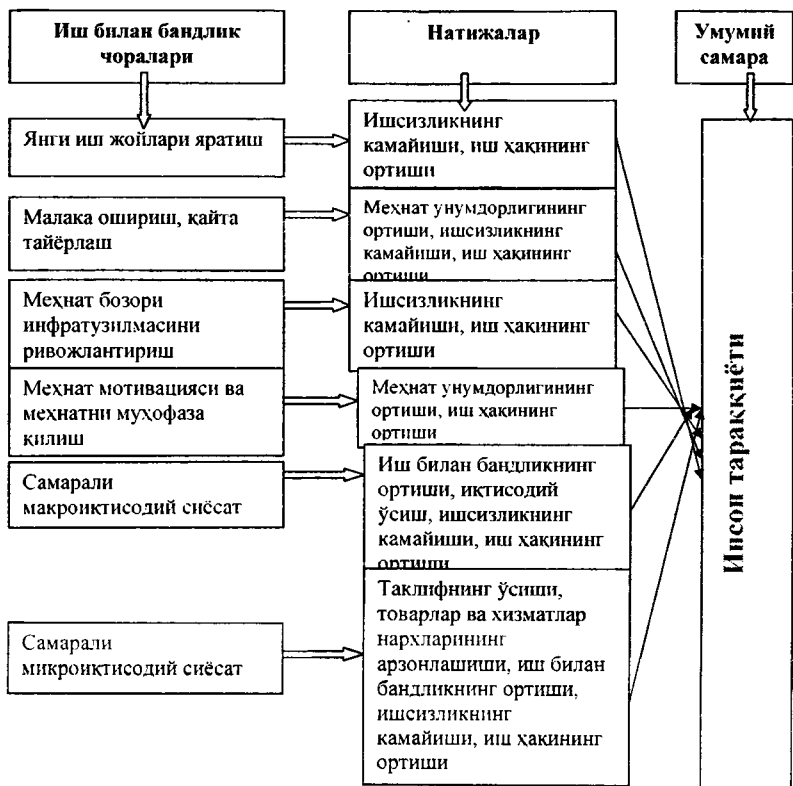 Иш билан бандлик
чоралари
Натижалар
Умумий
самара
Янги иш жойлари яратиш
Ишсизликнинг
камайиши, иш ҳақининг
ортиши
Малака ошириш, қайта
тайёрлаш
Меҳнат унумдорлигининг
ортиши, ишсизликнинг
камайиши, иш ҳақининг
ортиши
Меҳнат бозори
инфратузилмасини
ривожлантириш
Ишсизликнинг
камайиши, иш ҳақининг
ортиши
Меҳнат мотивацияси ва
меҳнатни муҳофаза
қилиш
Меҳнат унумдорлигининг
ортиши, иш ҳақининг
ортиши
Самарали
макроиқтисодий сиёсат
Иш билан бандликнинг
ортиши, иқтисодий
ўсиш, ишсизликнинг
камайиши, иш ҳақининг
ортиши
Самарали
микроиқтисодий сиёсат
Таклифнинг ўсиши,
товарлар ва хизматлар
нархларининг
арзонлашиши, иш билан
бандликнинг ортиши,
ишсизликнинг
камайиши, иш ҳақининг
ортиши
Инсон тараққиёти